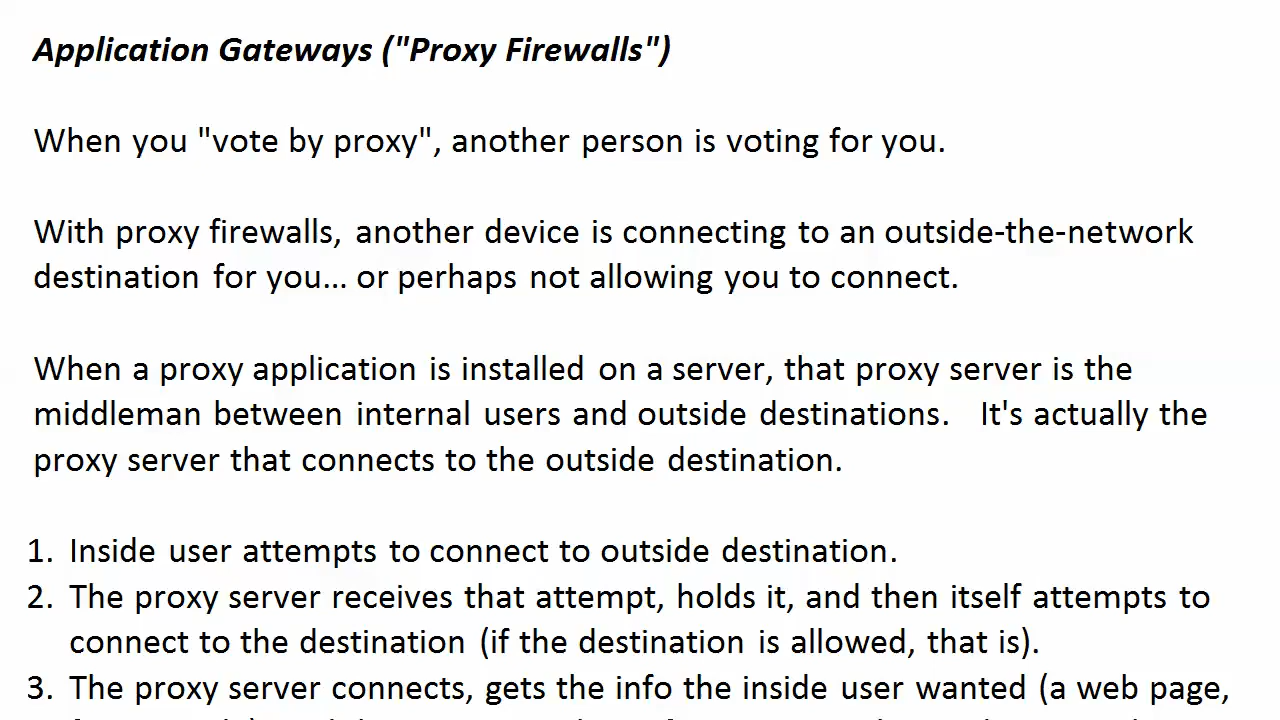 Application Gateways ("Proxy Firewalls")
When you "vote by proxy", another person is voting for you.
With proxy firewalls, another device is connecting to an outside-the-network
destination for you... or perhaps not allowing you to connect.
When a proxy application is installed on a server, that proxy server is the
middleman between internal users and outside destinations.   It's actually the
proxy server that connects to the outside destination.
1. Inside user attempts to connect to outside destination.
2. The proxy server receives that attempt, holds it, and then itself attempts to
connect to the destination (if the destination is allowed, that is).
3. The proxy server connects, gets the info the inside user wanted (a web page,